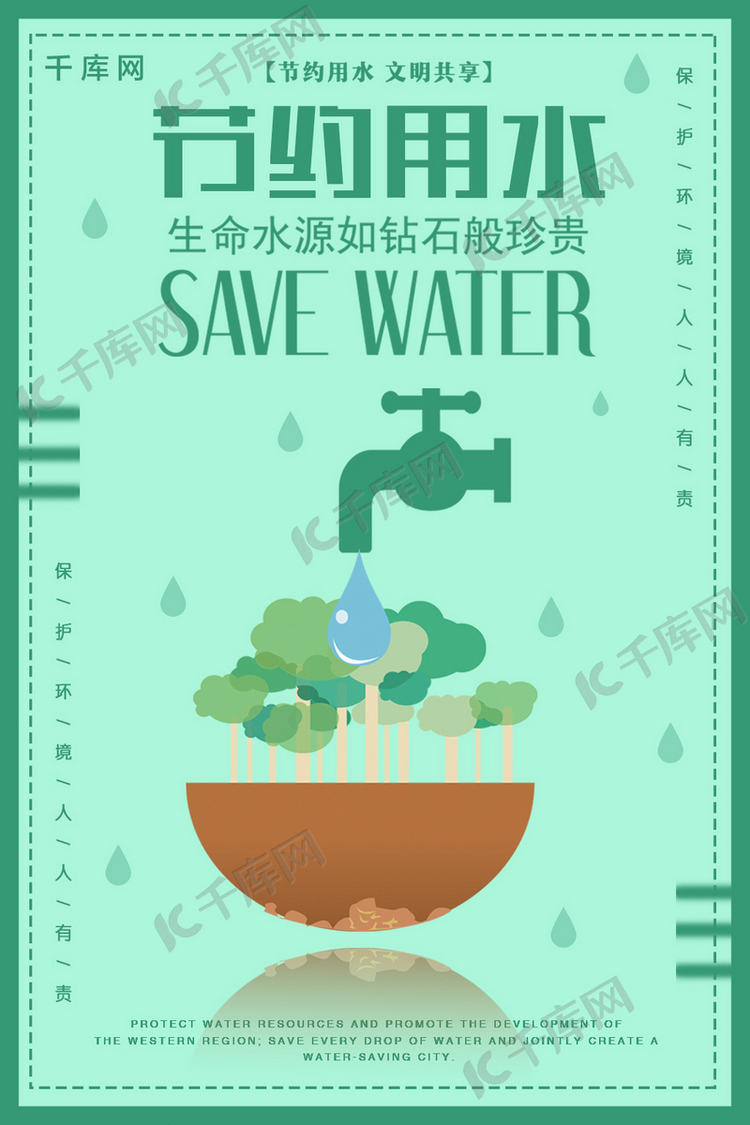 千库网
【节约用水 文明共享】
节约用水
生命水源如钻石般珍贵
SAVE WATER
保/护/环/境/人/人/有/责
保/护/环/境/人/人/有/责
PROTECT WATER RESOURCES AND PROMOTE THE DEVELOPMENT OF
THE WESTERN REGION; SAVE EVERY DROP OF WATER AND JOINTLY CREATE A
WATER-SAVING CITY.
千库网
千库网
千库网
千库网
千库网
千库网
千库网